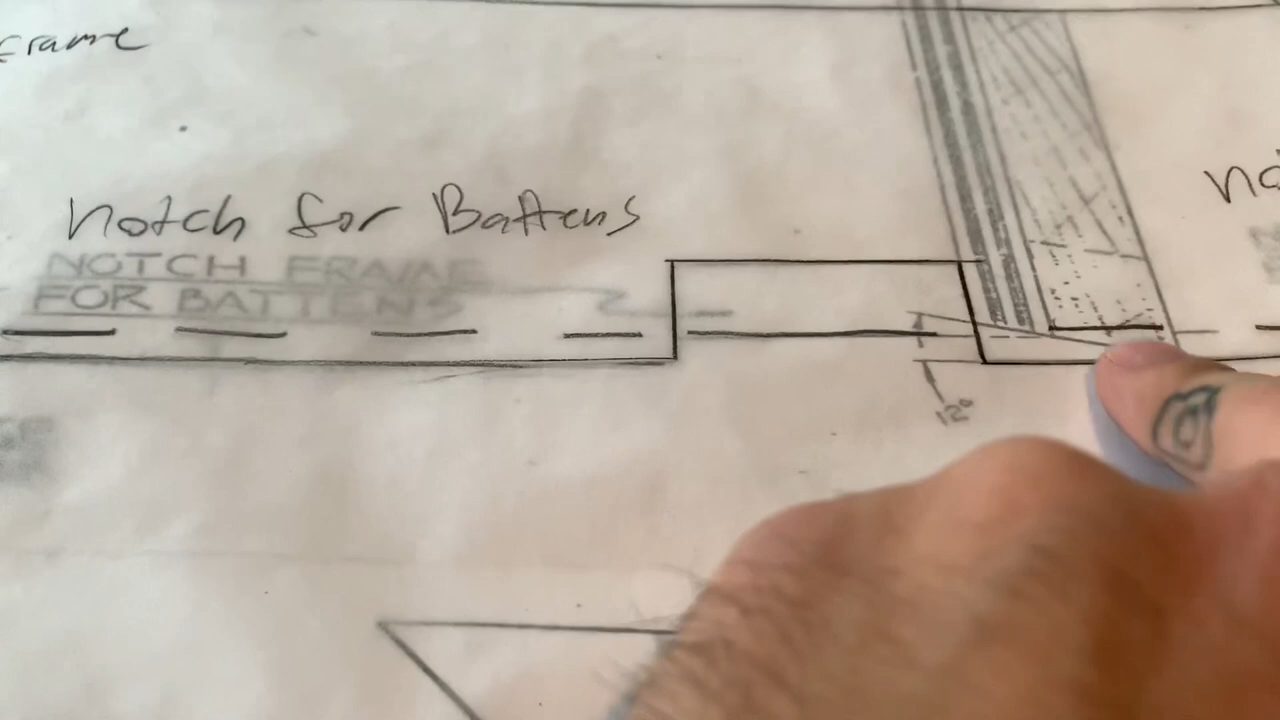 Frame
Notch for Battens
NOTCH FRAME
FOR BATTENS
12°